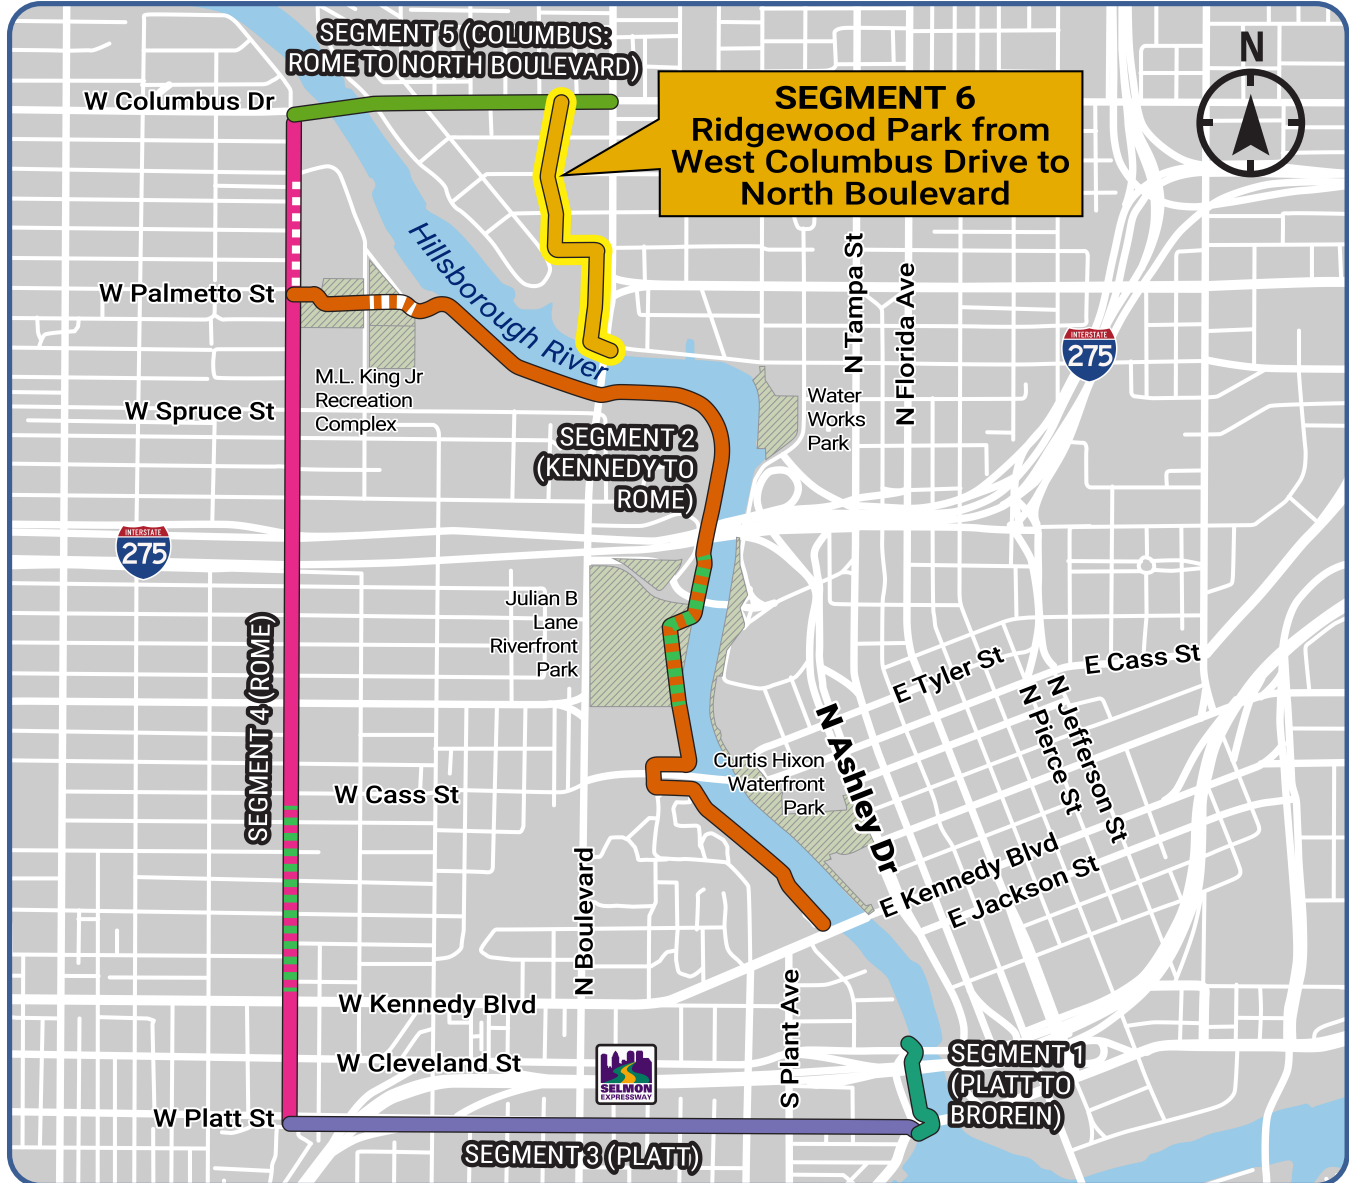 SEGMENT 5 (COLUMBUS:
ROME TO NORTH BOULEVARD)
N
W Columbus Dr
SEGMENT 6
Ridgewood Park from
West Columbus Drive to
North Boulevard
Hillsborough River
N Tampa St
N Florida Ave
W Palmetto St
INTERSTATE
275
M.L. King Jr
Recreation
Complex
W Spruce St
Water
Works
Park
SEGMENT 2
(KENNEDY TO
ROME)
INTERSTATE
275
Julian B
Lane
Riverfront
Park
SEGMENT 4 (ROME)
E Tyler St
E Cass St
N Jefferson St
N Pierce St
N Ashley Dr
Curtis Hixon
Waterfront
Park
W Cass St
E Kennedy Blvd
E Jackson St
N Boulevard
W Kennedy Blvd
S Plant Ave
W Cleveland St
SELMON
EXPRESSWAY
SEGMENT 1
(PLATT TO
BROREIN)
W Platt St
SEGMENT 3 (PLATT)